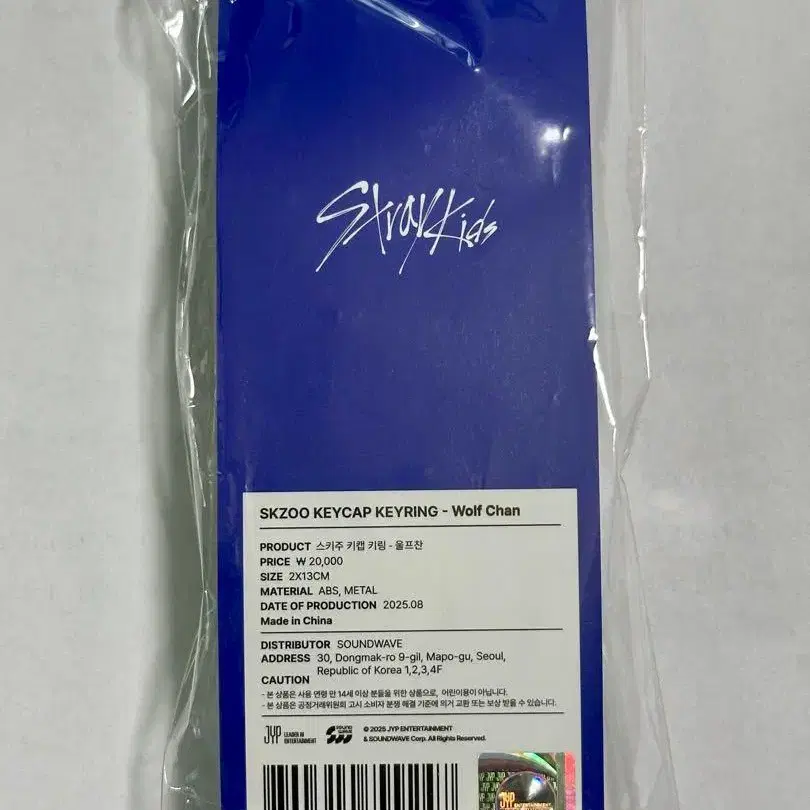 Stray Kids
SKZOO KEYCAP KEYRING - Wolf Chan
PRODUCT 스키주 키캡 키링 - 울프찬
PRICE ₩ 20,000
SIZE 2X13CM
MATERIAL ABS, METAL
DATE OF PRODUCTION 2025.08
Made in China
DISTRIBUTOR SOUNDWAVE
ADDRESS 30, Dongmak-ro 9-gil, Mapo-gu, Seoul,
Republic of Korea 1,2,3,4F
CAUTION
- 본 상품은 사용 연령 만 14세 이상 분들을 위한 상품으로, 어린이용이 아닙니다.
- 본 상품은 공정거래위원회 고시 소비자 분쟁 해결 기준에 의거 교환 또는 보상 받을 수 있습니다.
JYP LEADER IN
ENTERTAINMENT
SOUND
WAVE
© 2025 JYP ENTERTAINMENT
& SOUNDWAVE Corp. All Rights Reserved.
JYP
ENTERTAINMENT